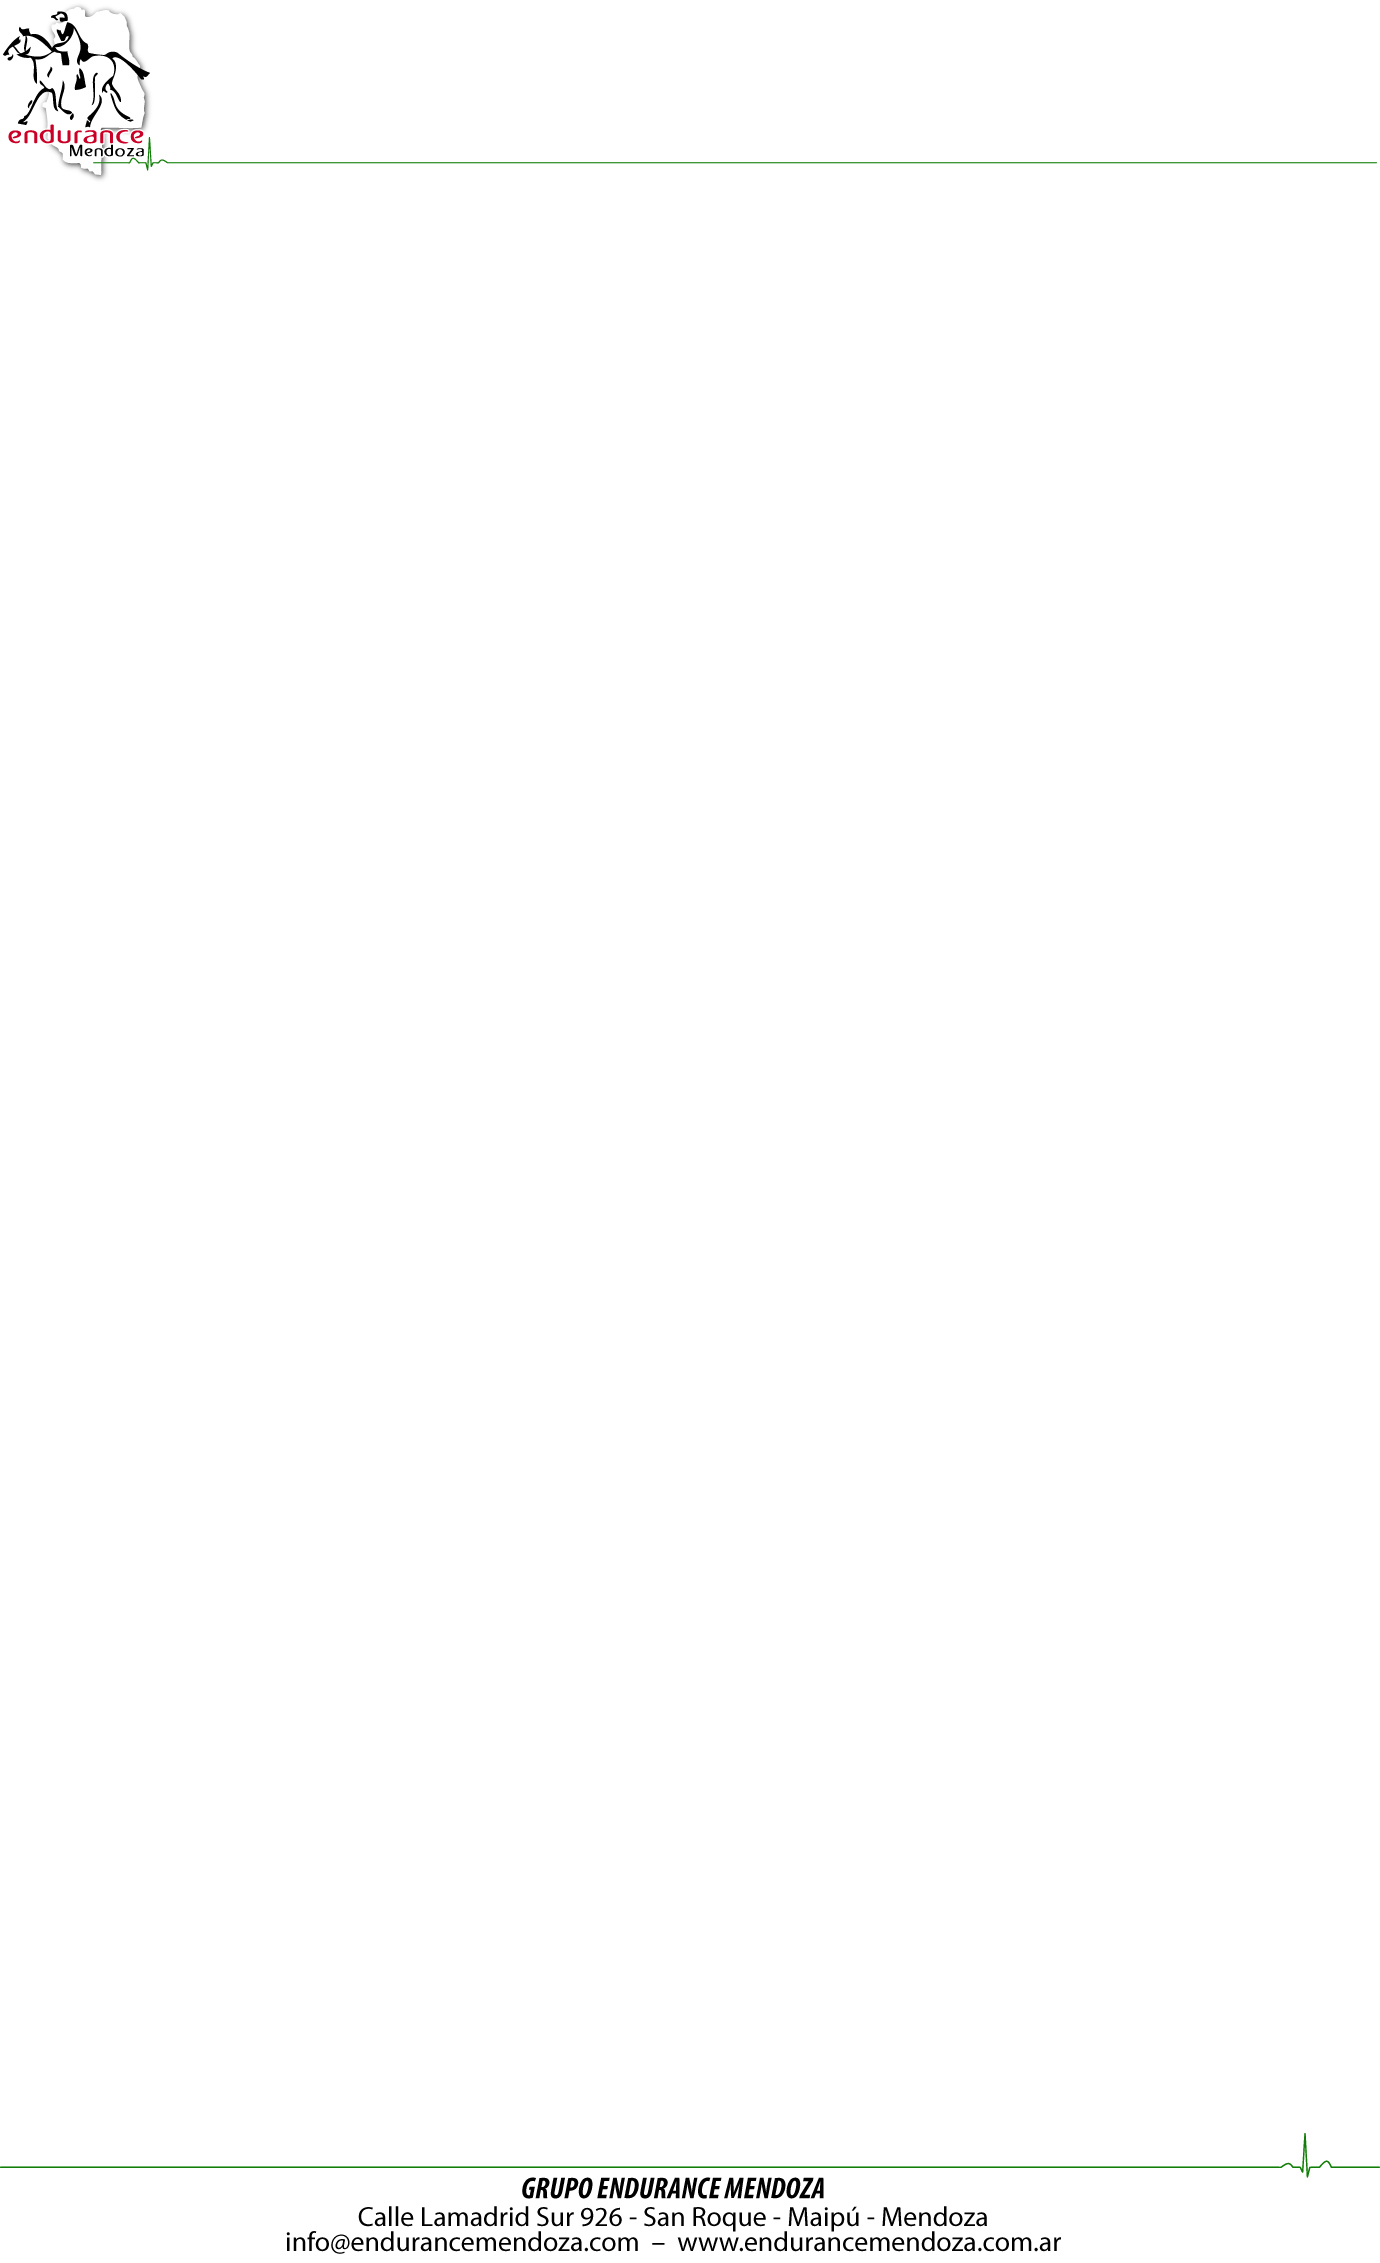 endurance
Mendoza
GRUPO ENDURANCE MENDOZA
Calle Lamadrid Sur 926 - San Roque - Maipú - Mendoza
info@endurancemendoza.com – www.endurancemendoza.com.ar